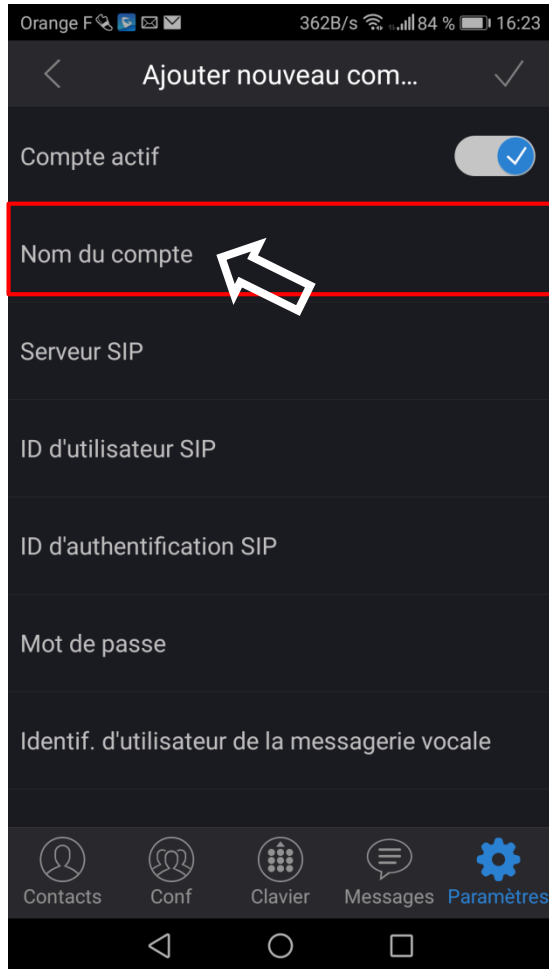 Orange F 362B/s 84 % 16:23
Ajouter nouveau com...
Compte actif
Nom du compte
Serveur SIP
ID d'utilisateur SIP
ID d'authentification SIP
Mot de passe
Identif. d'utilisateur de la messagerie vocale
Contacts Conf Clavier Messages Paramètres